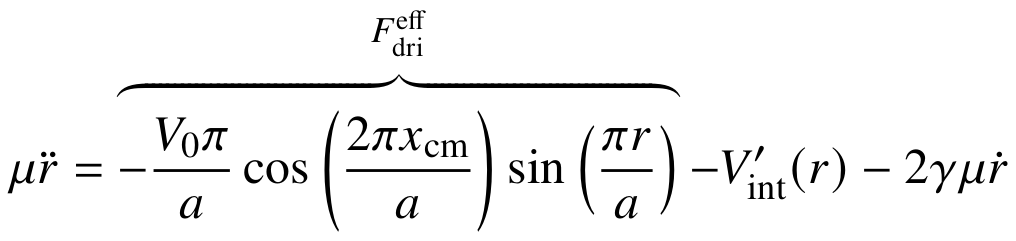 F_dri^eff
μr̈ = −(V₀π/a) cos(2πx_cm/a) sin(πr/a) −V′_int(r) − 2γμṙ